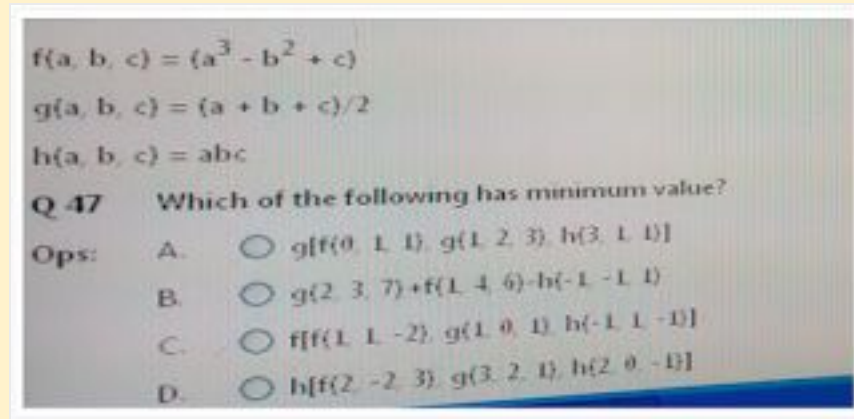 f(a, b, c) = (a³ - b² + c)
g(a, b, c) = (a + b + c)/2
h(a, b, c) = abc
Q 47 Which of the following has minimum value?
Ops: A. g[f(0, 1, 1), g(1, 2, 3), h(3, 1, 1)]
B. g(2, 3, 7)+f(1, 4, 6)-h(-1, -1, 1)
C. f[f(1, 1, -2), g(1, 0, 1), h(-1, 1, -1)]
D. h[f(2, -2, 3), g(3, 2, 1), h(2, 0, -1)]